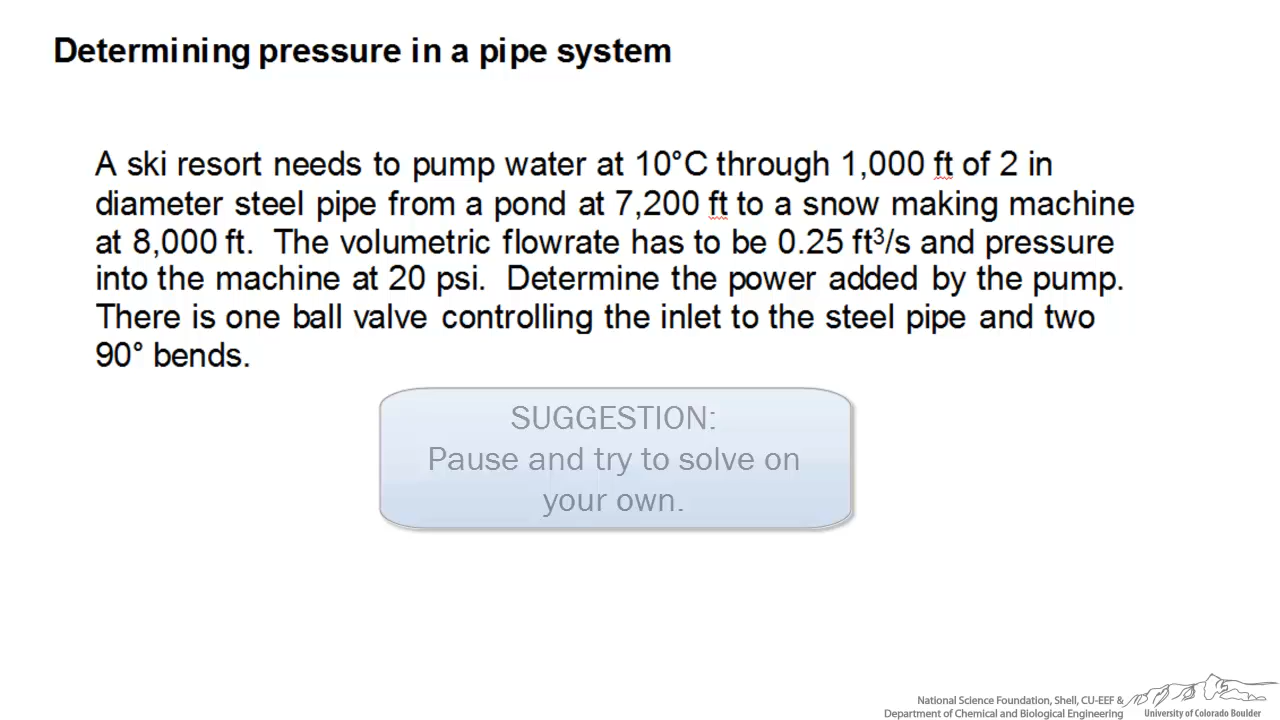 Determining pressure in a pipe system
A ski resort needs to pump water at 10°C through 1,000 ft of 2 in
diameter steel pipe from a pond at 7,200 ft to a snow making machine
at 8,000 ft.  The volumetric flowrate has to be 0.25 ft³/s and pressure
into the machine at 20 psi.  Determine the power added by the pump.
There is one ball valve controlling the inlet to the steel pipe and two
90° bends.
SUGGESTION:
Pause and try to solve on
your own.
National Science Foundation, Shell, CU-EEF &
Department of Chemical and Biological Engineering
University of Colorado Boulder